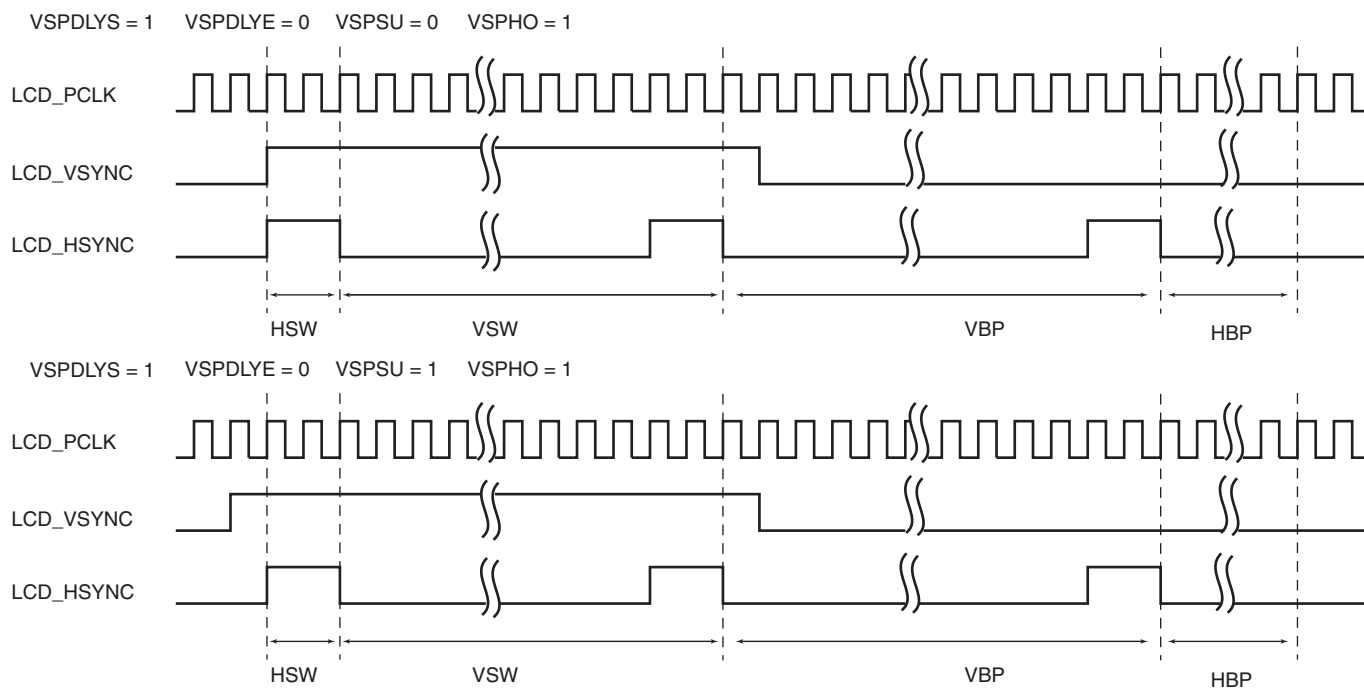 VSPDLYS = 1 VSPDLYE = 0 VSPSU = 0 VSPHO = 1
LCD_PCLK
LCD_VSYNC
LCD_HSYNC
HSW VSW VBP HBP
VSPDLYS = 1 VSPDLYE = 0 VSPSU = 1 VSPHO = 1
LCD_PCLK
LCD_VSYNC
LCD_HSYNC
HSW VSW VBP HBP